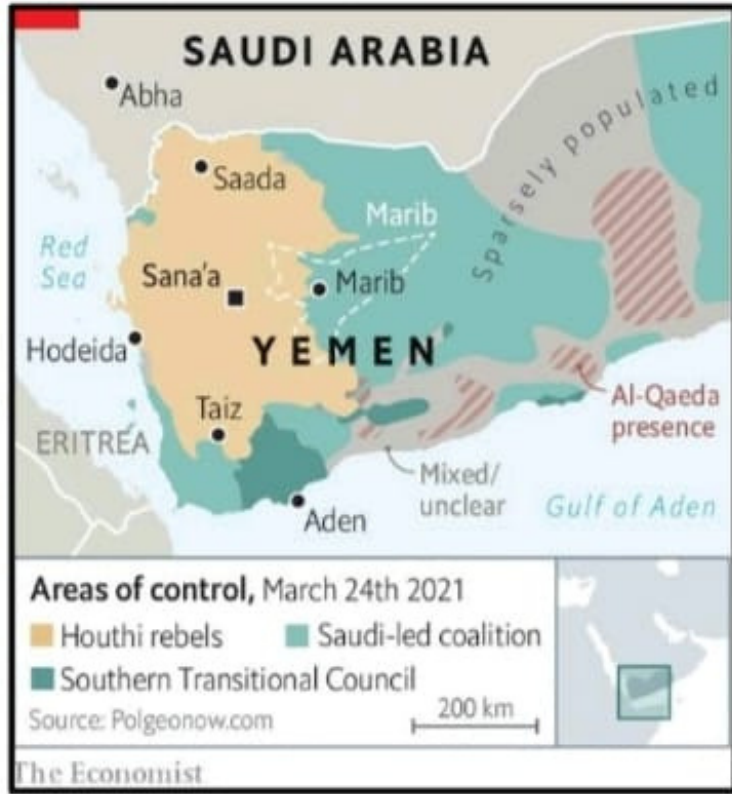 SAUDI ARABIA
Abha
Sparsely populated
Saada
Marib
Red
Sea
Sana'a
Marib
Hodeida
YEMEN
Taiz
Al-Qaeda
presence
ERITREA
Mixed/
unclear
Gulf of Aden
Aden
Areas of control, March 24th 2021
Houthi rebels
Saudi-led coalition
Southern Transitional Council
Source: Polgeonow.com
200 km
The Economist